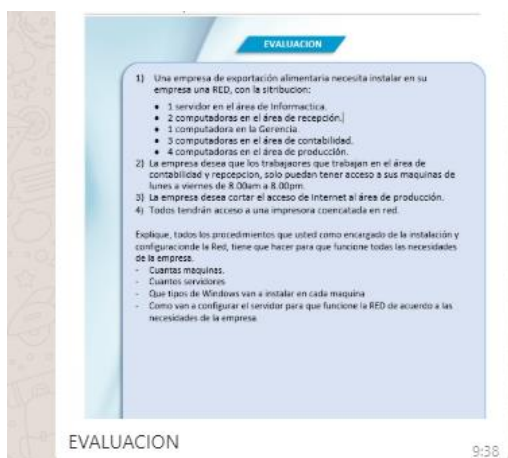 EVALUACION
1) Una empresa de exportación alimentaria necesita instalar en su
empresa una RED, con la sitribucion:
• 1 servidor en el área de Informactica.
• 2 computadoras en el área de recepción.
• 1 computadora en la Gerencia.
• 3 computadoras en el área de contabilidad.
• 4 computadoras en el área de producción.
2) La empresa desea que los trabajaores que trabajan en el área de
contabilidad y repcepcion, solo puedan tener acceso a sus maquinas de
lunes a viernes de 8.00am a 8.00pm.
3) La empresa desea cortar el acceso de Internet al área de producción.
4) Todos tendrán acceso a una impresora coencatada en red.
Explique, todos los procedimientos que usted como encargado de la instalación y
configuracionde la Red, tiene que hacer para que funcione todas las necesidades
de la empresa.
- Cuantas maquinas.
- Cuantos servidores
- Que tipos de Windows van a instalar en cada maquina
- Como van a configurar el servidor para que funcione la RED de acuerdo a las
necesidades de la empresa
EVALUACION
9:38